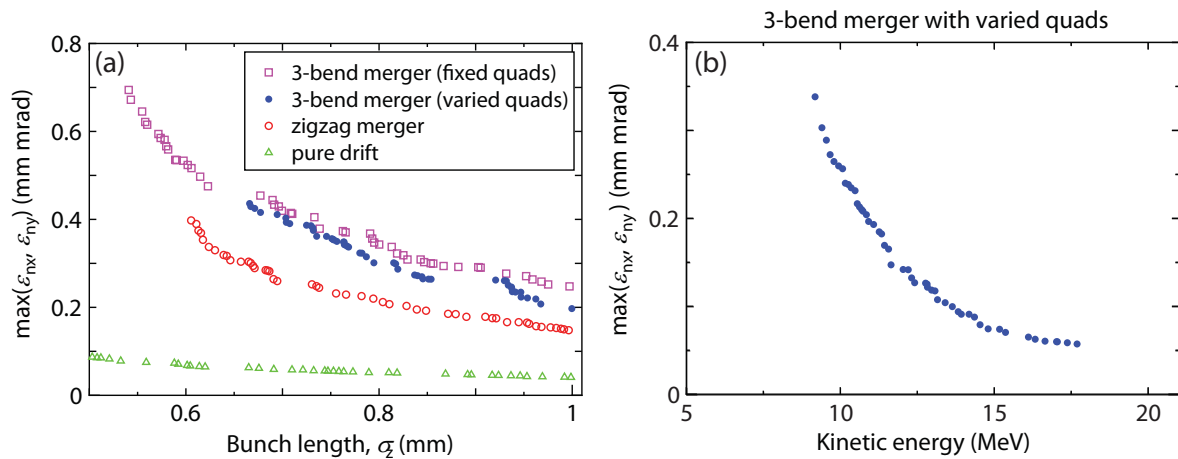 (a)
3-bend merger (fixed quads)
3-bend merger (varied quads)
zigzag merger
pure drift
max(εnx, εny) (mm mrad)
0.8
0.6
0.4
0.2
0
0.6
0.8
1
Bunch length, σz (mm)
3-bend merger with varied quads
(b)
max(εnx, εny) (mm mrad)
0.4
0.2
0
5
10
15
20
Kinetic energy (MeV)